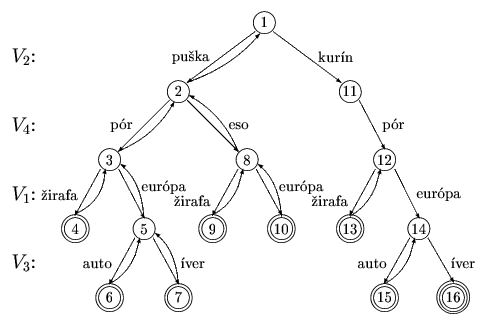 1
V₂: puška kurín
2 11
V₄: pór eso pór
3 8 12
V₁: žirafa európa žirafa európa žirafa európa
4 5 9 10 13 14
V₃: auto íver auto íver
6 7 15 16